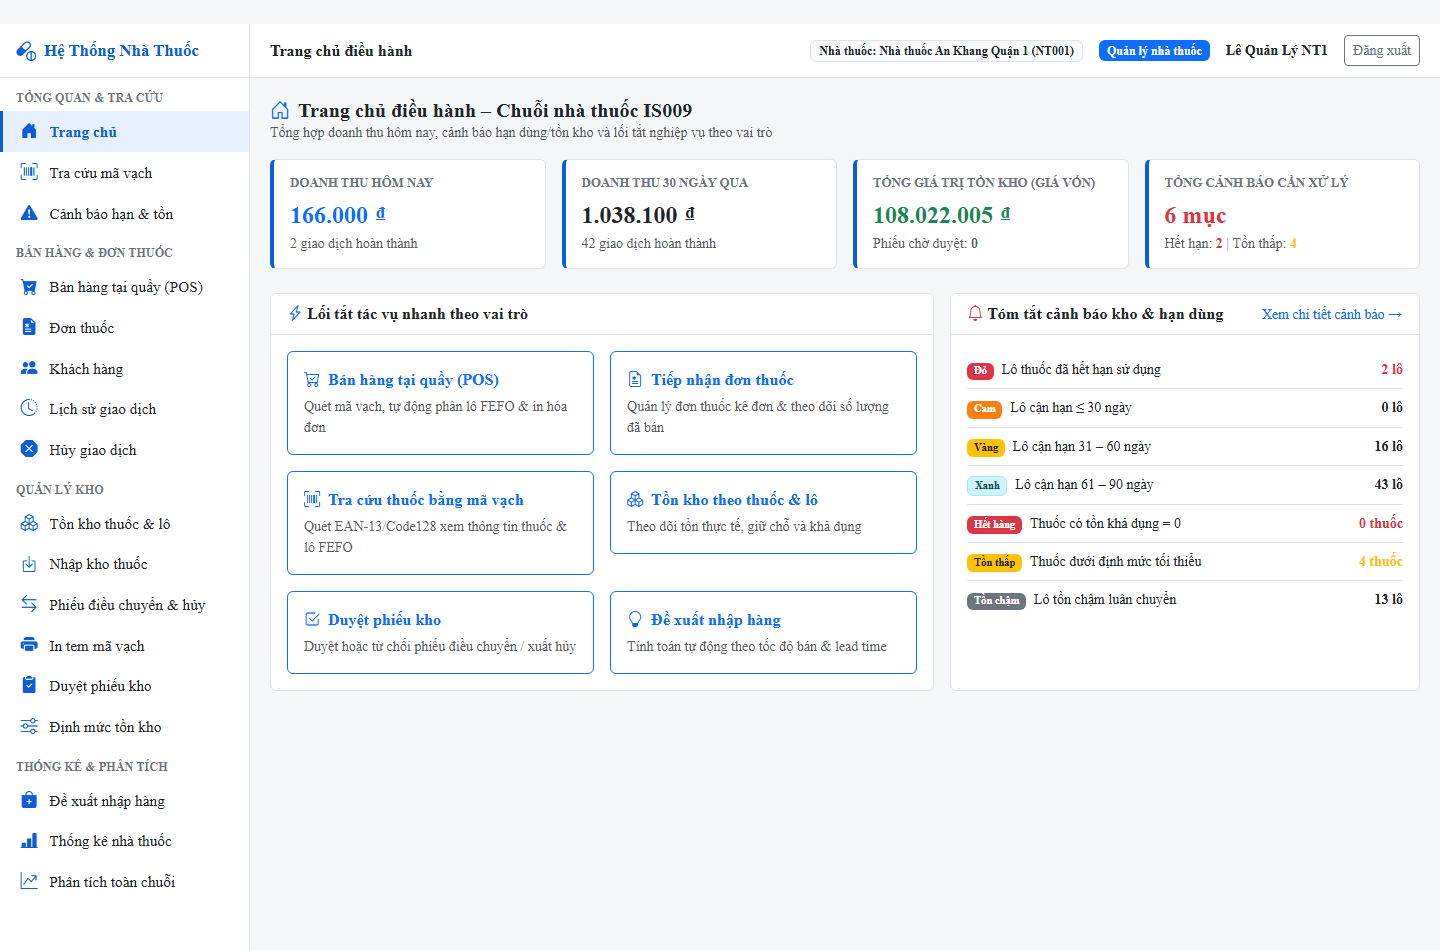 Hệ Thống Nhà Thuốc
TỔNG QUAN & TRA CỨU
Trang chủ
Tra cứu mã vạch
Cảnh báo hạn & tồn
BÁN HÀNG & ĐƠN THUỐC
Bán hàng tại quầy (POS)
Đơn thuốc
Khách hàng
Lịch sử giao dịch
Hủy giao dịch
QUẢN LÝ KHO
Tồn kho thuốc & lô
Nhập kho thuốc
Phiếu điều chuyển & hủy
In tem mã vạch
Duyệt phiếu kho
Định mức tồn kho
THỐNG KÊ & PHÂN TÍCH
Đề xuất nhập hàng
Thống kê nhà thuốc
Phân tích toàn chuỗi
Trang chủ điều hành
Nhà thuốc: Nhà thuốc An Khang Quận 1 (NT001)
Quản lý nhà thuốc
Lê Quản Lý NT1
Đăng xuất
Trang chủ điều hành – Chuỗi nhà thuốc IS009
Tổng hợp doanh thu hôm nay, cảnh báo hạn dùng/tồn kho và lối tắt nghiệp vụ theo vai trò
DOANH THU HÔM NAY
166.000 ₫
2 giao dịch hoàn thành
DOANH THU 30 NGÀY QUA
1.038.100 ₫
42 giao dịch hoàn thành
TỔNG GIÁ TRỊ TỒN KHO (GIÁ VỐN)
108.022.005 ₫
Phiếu chờ duyệt: 0
TỔNG CẢNH BÁO CẦN XỬ LÝ
6 mục
Hết hạn: 2 | Tồn thấp: 4
Lối tắt tác vụ nhanh theo vai trò
Bán hàng tại quầy (POS)
Quét mã vạch, tự động phân lô FEFO & in hóa
đơn
Tiếp nhận đơn thuốc
Quản lý đơn thuốc kê đơn & theo dõi số lượng
đã bán
Tra cứu thuốc bằng mã vạch
Quét EAN-13/Code128 xem thông tin thuốc &
lô FEFO
Tồn kho theo thuốc & lô
Theo dõi tồn thực tế, giữ chỗ và khả dụng
Duyệt phiếu kho
Duyệt hoặc từ chối phiếu điều chuyển / xuất hủy
Đề xuất nhập hàng
Tính toán tự động theo tốc độ bán & lead time
Tóm tắt cảnh báo kho & hạn dùng
Xem chi tiết cảnh báo →
Đỏ Lô thuốc đã hết hạn sử dụng 2 lô
Cam Lô cận hạn ≤ 30 ngày 0 lô
Vàng Lô cận hạn 31 – 60 ngày 16 lô
Xanh Lô cận hạn 61 – 90 ngày 43 lô
Hết hàng Thuốc có tồn khả dụng = 0 0 thuốc
Tồn thấp Thuốc dưới định mức tối thiểu 4 thuốc
Tồn chậm Lô tồn chậm luân chuyển 13 lô